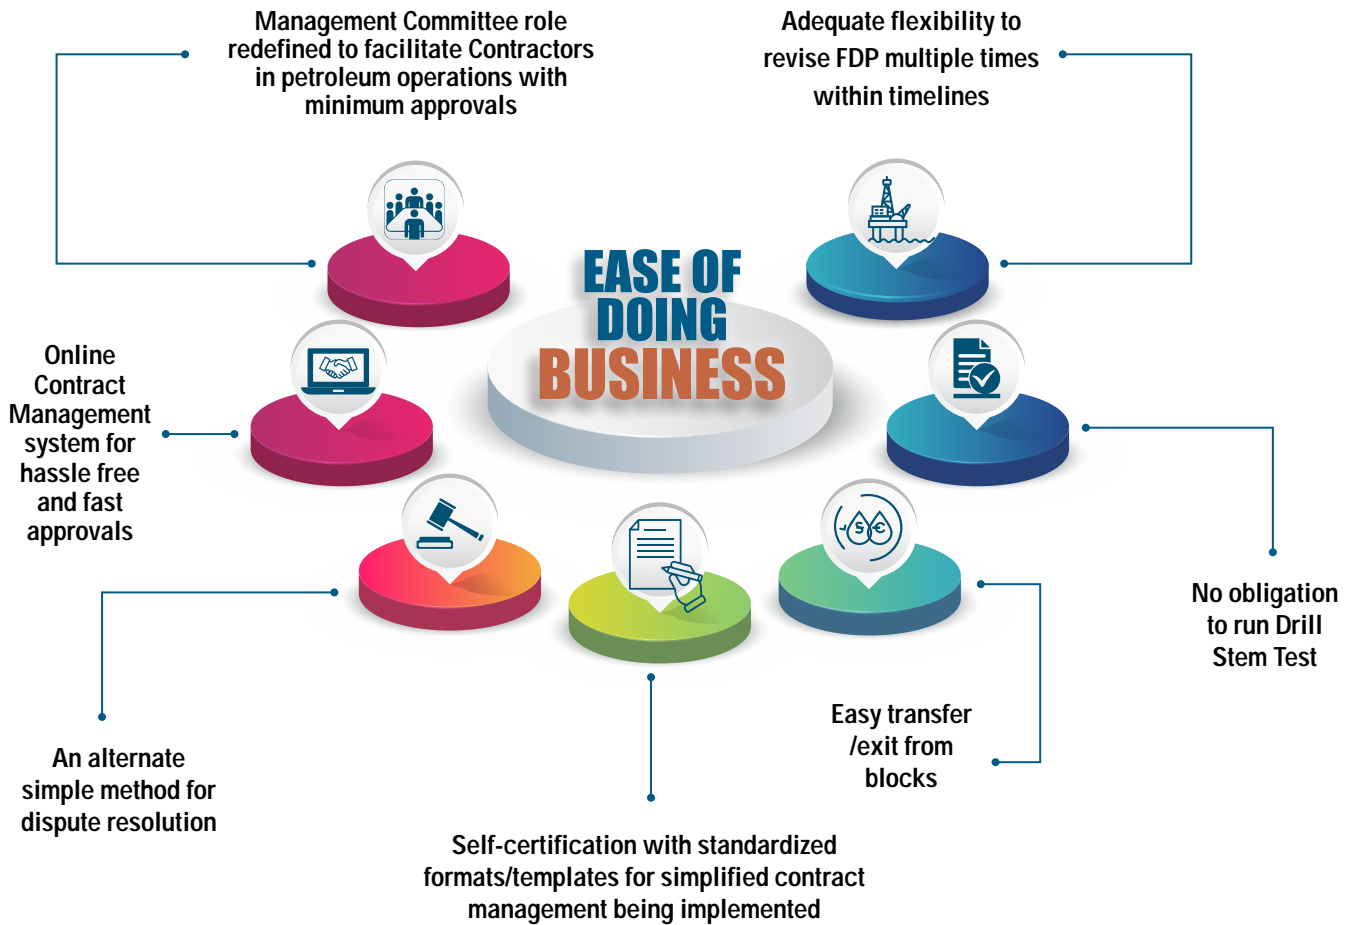 Management Committee role
redefined to facilitate Contractors
in petroleum operations with
minimum approvals
Adequate flexibility to
revise FDP multiple times
within timelines
EASE OF
DOING
BUSINESS
Online
Contract
Management
system for
hassle free
and fast
approvals
No obligation
to run Drill
Stem Test
Easy transfer
/exit from
blocks
An alternate
simple method for
dispute resolution
Self-certification with standardized
formats/templates for simplified contract
management being implemented